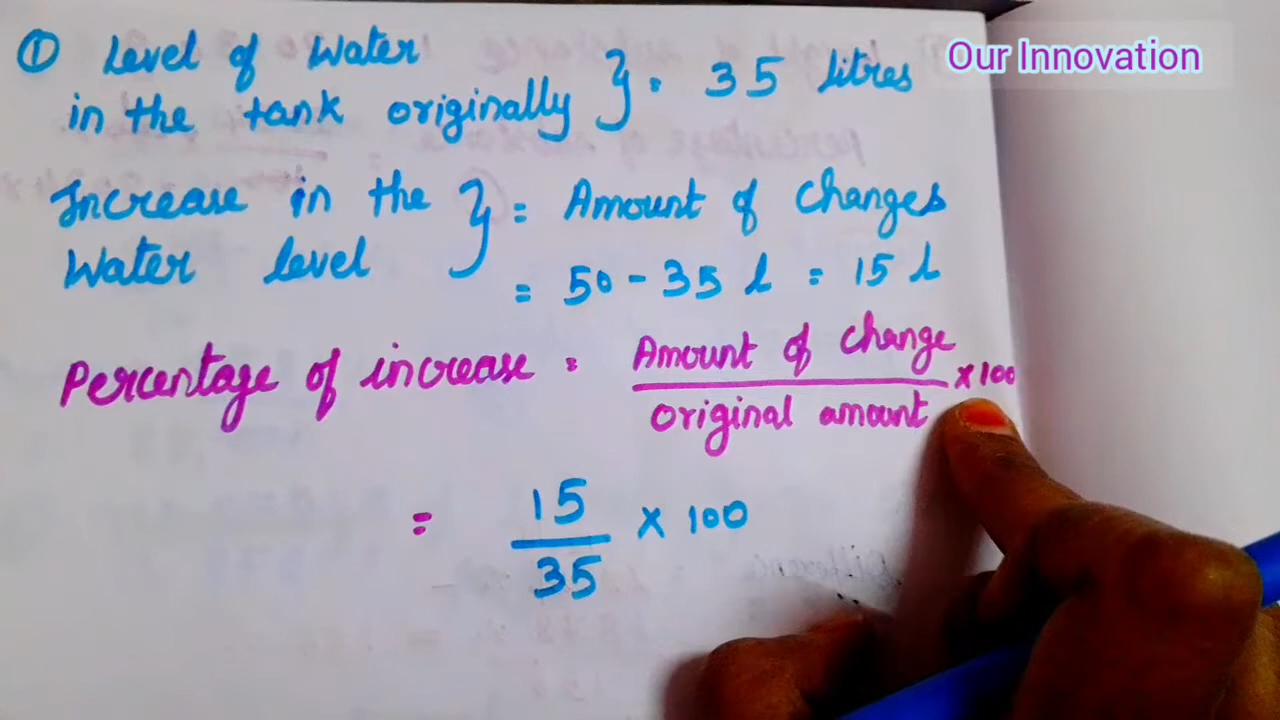 Our Innovation
① Level of Water
in the tank originally } = 35 litres
Increase in the
Water level } = Amount of changes
= 50 - 35 l = 15 l
Percentage of increase = Amount of change / original amount × 100
= 15 / 35 × 100